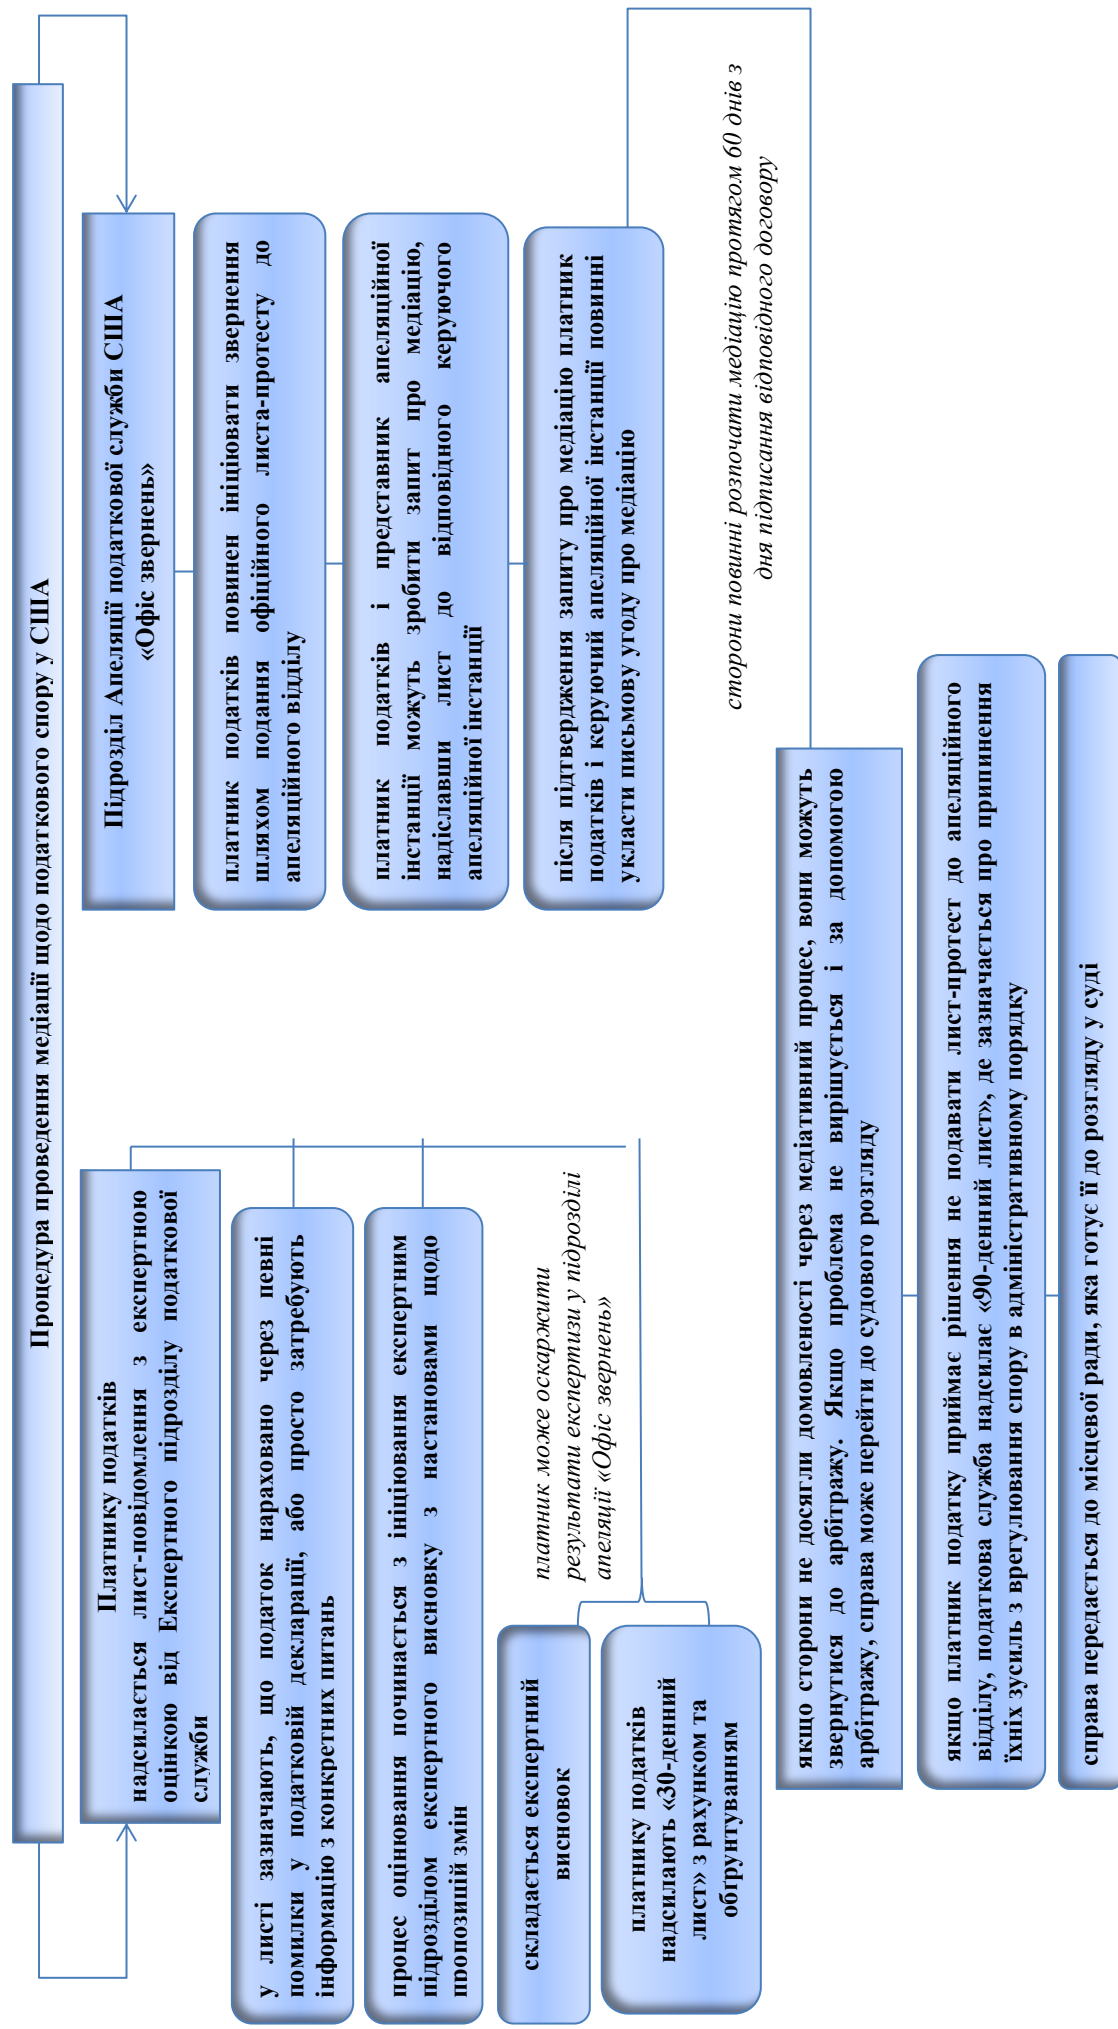 Процедура проведення медіації щодо податкового спору у США
Платнику податків
надсилається лист-повідомлення з експертною
оцінкою від Експертного підрозділу податкової
служби
у листі зазначають, що податок нараховано через певні
помилки у податковій декларації, або просто затребують
інформацію з конкретних питань
процес оцінювання починається з ініціювання експертним
підрозділом експертного висновку з настановами щодо
пропозицій змін
складається експертний
висновок
платнику податків
надсилають «30-денний
лист» з рахунком та
обґрунтуванням
платник може оскаржити
результати експертизи у підрозділі
апеляції «Офіс звернень»
Підрозділ Апеляції податкової служби США
«Офіс звернень»
платник податків повинен ініціювати звернення
шляхом подання офіційного листа-протесту до
апеляційного відділу
платник податків і представник апеляційної
інстанції можуть зробити запит про медіацію,
надіславши лист до відповідного керуючого
апеляційної інстанції
після підтвердження запиту про медіацію платник
податків і керуючий апеляційної інстанції повинні
укласти письмову угоду про медіацію
сторони повинні розпочати медіацію протягом 60 днів з
дня підписання відповідного договору
якщо сторони не досягли домовленості через медіативний процес, вони можуть
звернутися до арбітражу. Якщо проблема не вирішується і за допомогою
арбітражу, справа може перейти до судового розгляду
якщо платник податку приймає рішення не подавати лист-протест до апеляційного
відділу, податкова служба надсилає «90-денний лист», де зазначається про припинення
їхніх зусиль з врегулювання спору в адміністративному порядку
справа передається до місцевої ради, яка готує її до розгляду у суді